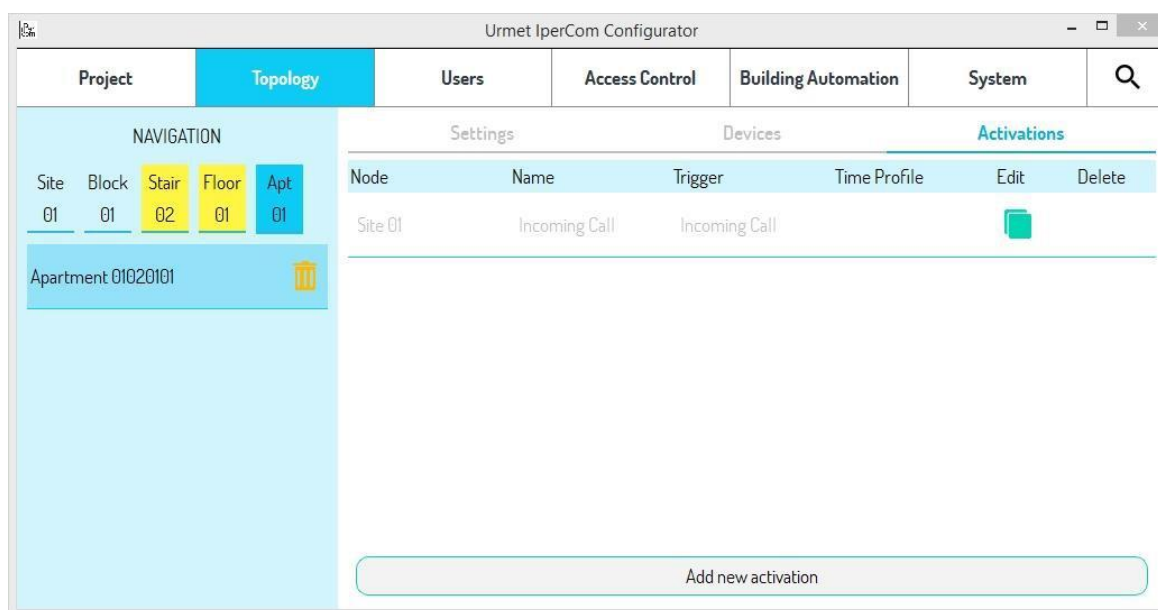 Urmet IperCom Configurator
Project Topology Users Access Control Building Automation System
NAVIGATION
Settings Devices Activations
Site Block Stair Floor Apt
01 01 02 01 01
Node Name Trigger Time Profile Edit Delete
Site 01 Incoming Call Incoming Call
Apartment 01020101
Add new activation